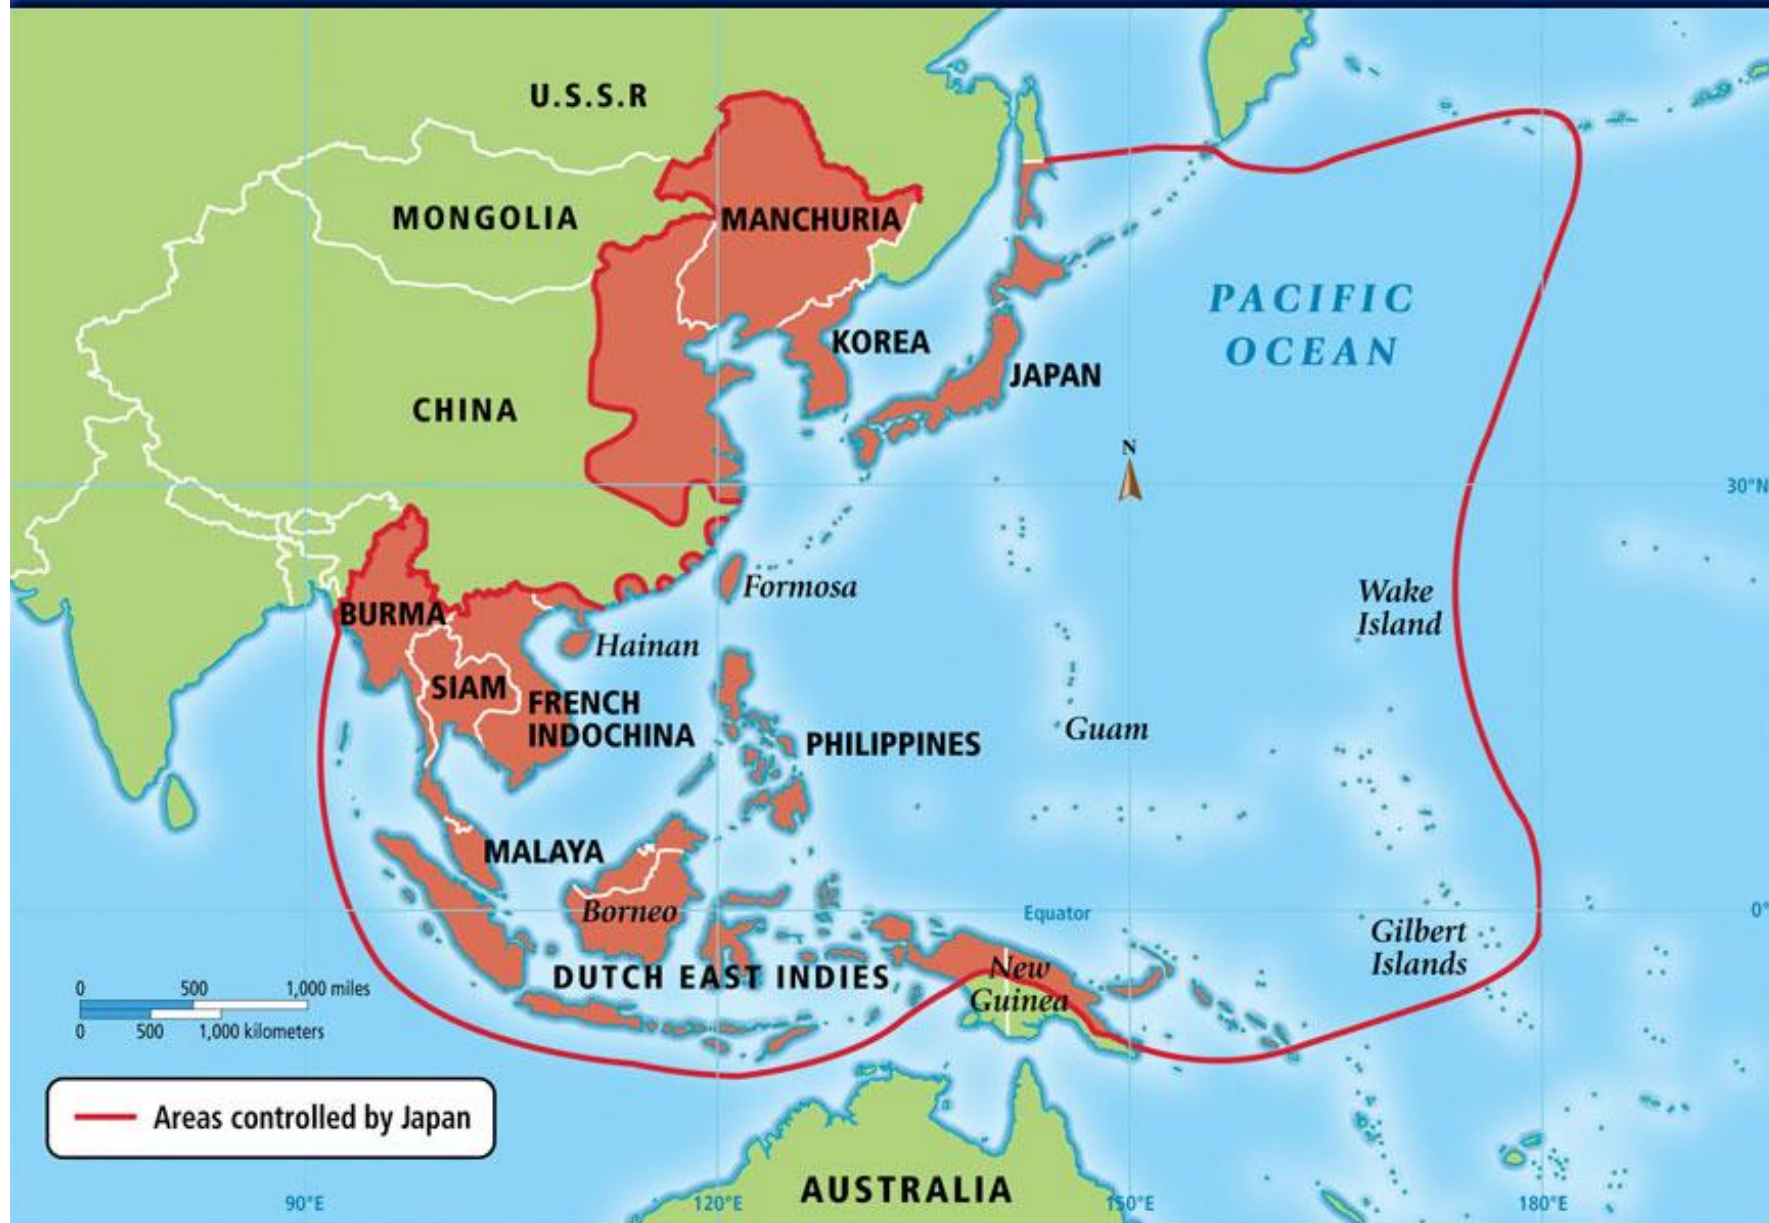 U.S.S.R
MONGOLIA
MANCHURIA
PACIFIC
OCEAN
KOREA
JAPAN
CHINA
N
30°N
Formosa
Wake
Island
BURMA
Hainan
SIAM
FRENCH
INDOCHINA
Guam
PHILIPPINES
MALAYA
Borneo
Equator
0°
Gilbert
Islands
DUTCH EAST INDIES
New
Guinea
0 500 1,000 miles
0 500 1,000 kilometers
Areas controlled by Japan
AUSTRALIA
90°E
120°E
150°E
180°E